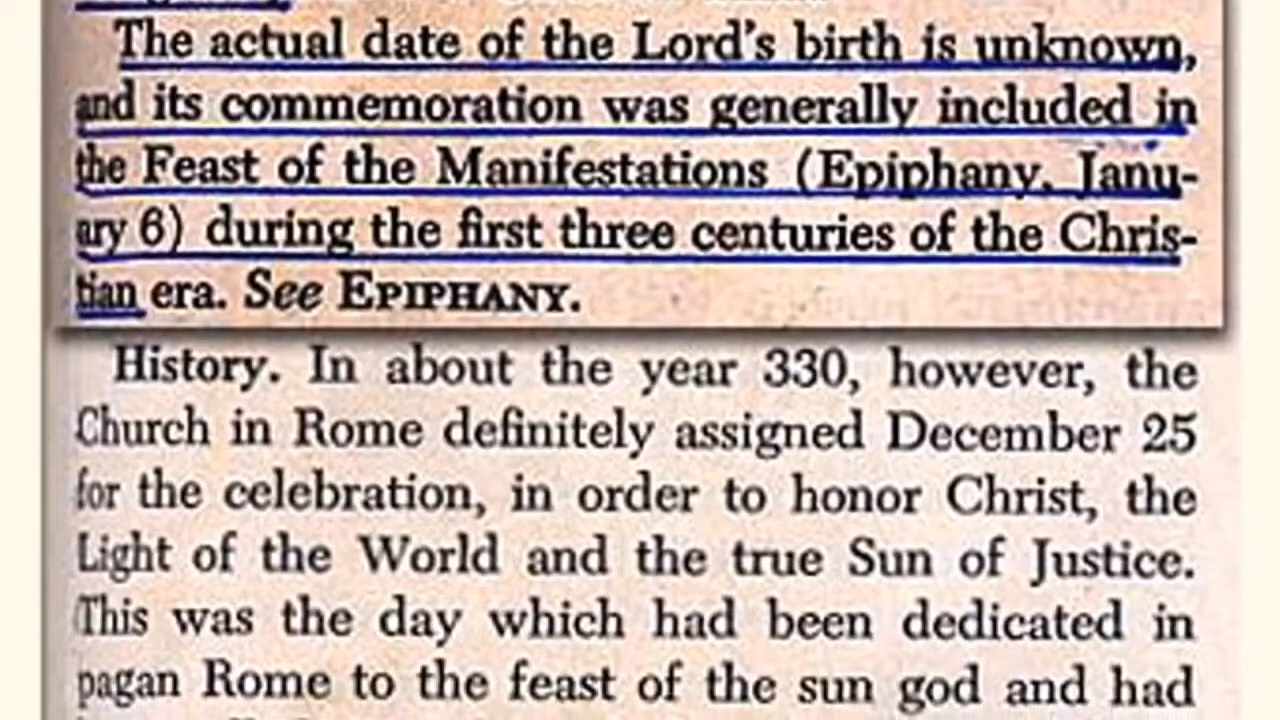 The actual date of the Lord's birth is unknown,
and its commemoration was generally included in
the Feast of the Manifestations (Epiphany, Janu-
ary 6) during the first three centuries of the Chris-
tian era. See EPIPHANY.
History. In about the year 330, however, the
Church in Rome definitely assigned December 25
for the celebration, in order to honor Christ, the
Light of the World and the true Sun of Justice.
This was the day which had been dedicated in
pagan Rome to the feast of the sun god and had